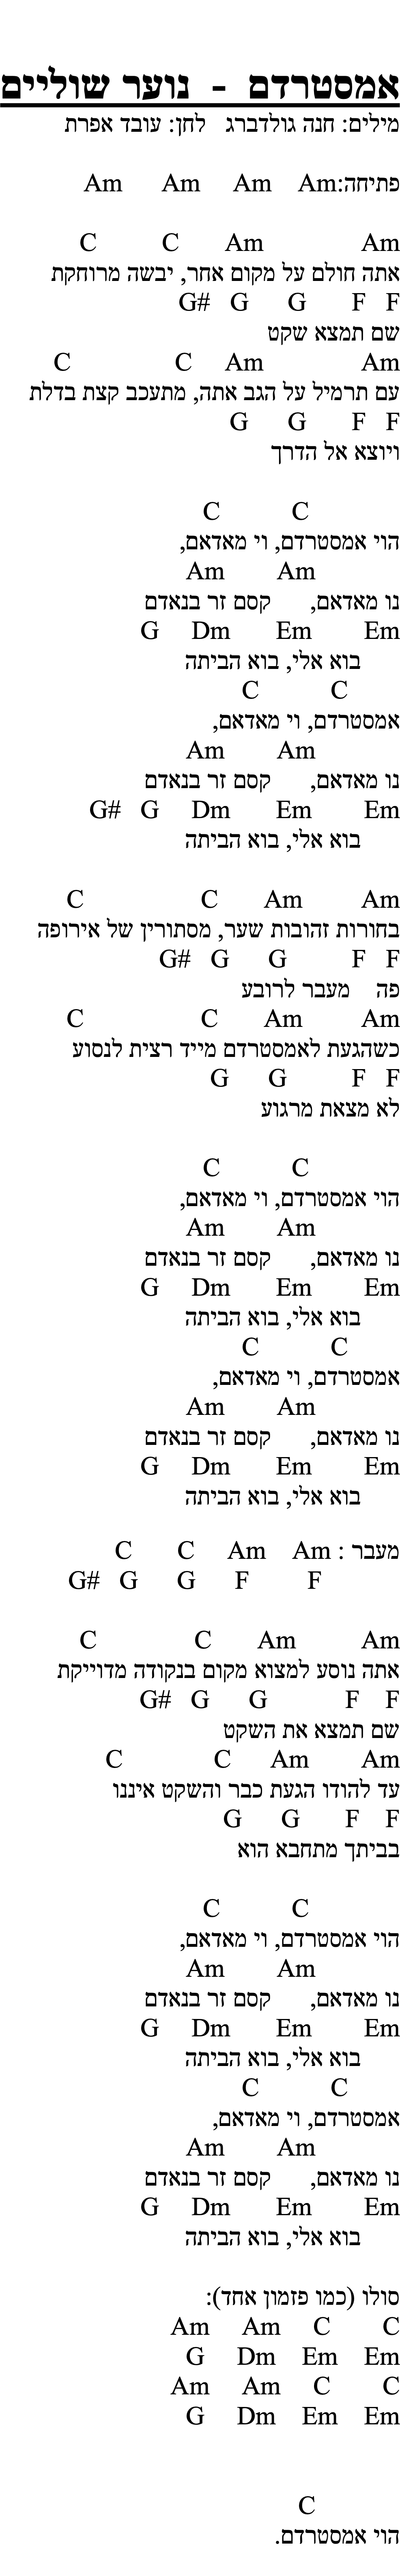 אמסטרדם - נוער שוליים
מילים: חנה גולדברג לחן: עובד אפרת
פתיחה: Am Am Am Am
Am Am C C
אתה חולם על מקום אחר, יבשה מרוחקת
F F G G G#
שם תמצא שקט
Am Am C C
עם תרמיל על הגב אתה, מתעכב קצת בדלת
F F G G
ויוצא אל הדרך
C C
הוי אמסטרדם, וי מאדאם,
Am Am
נו מאדאם, קסם זר בנאדם
Em Em Dm G
בוא אלי, בוא הביתה
C C
אמסטרדם, וי מאדאם,
Am Am
נו מאדאם, קסם זר בנאדם
Em Em Dm G G#
בוא אלי, בוא הביתה
Am Am C C
בחורות זהובות שער, מסתורין של אירופה
F F G G G#
פה מעבר לרובע
Am Am C C
כשהגעת לאמסטרדם מייד רצית לנסוע
F F G G
לא מצאת מרגוע
C C
הוי אמסטרדם, וי מאדאם,
Am Am
נו מאדאם, קסם זר בנאדם
Em Em Dm G
בוא אלי, בוא הביתה
C C
אמסטרדם, וי מאדאם,
Am Am
נו מאדאם, קסם זר בנאדם
Em Em Dm G
בוא אלי, בוא הביתה
מעבר : Am Am C C
F F G G G#
Am Am C C
אתה נוסע למצוא מקום בנקודה מדוייקת
F F G G G#
שם תמצא את השקט
Am Am C C
עד להודו הגעת כבר והשקט איננו
F F G G
בביתך מתחבא הוא
C C
הוי אמסטרדם, וי מאדאם,
Am Am
נו מאדאם, קסם זר בנאדם
Em Em Dm G
בוא אלי, בוא הביתה
C C
אמסטרדם, וי מאדאם,
Am Am
נו מאדאם, קסם זר בנאדם
Em Em Dm G
בוא אלי, בוא הביתה
סולו (כמו פזמון אחד):
C C Am Am
Em Em Dm G
C C Am Am
Em Em Dm G
C
הוי אמסטרדם.